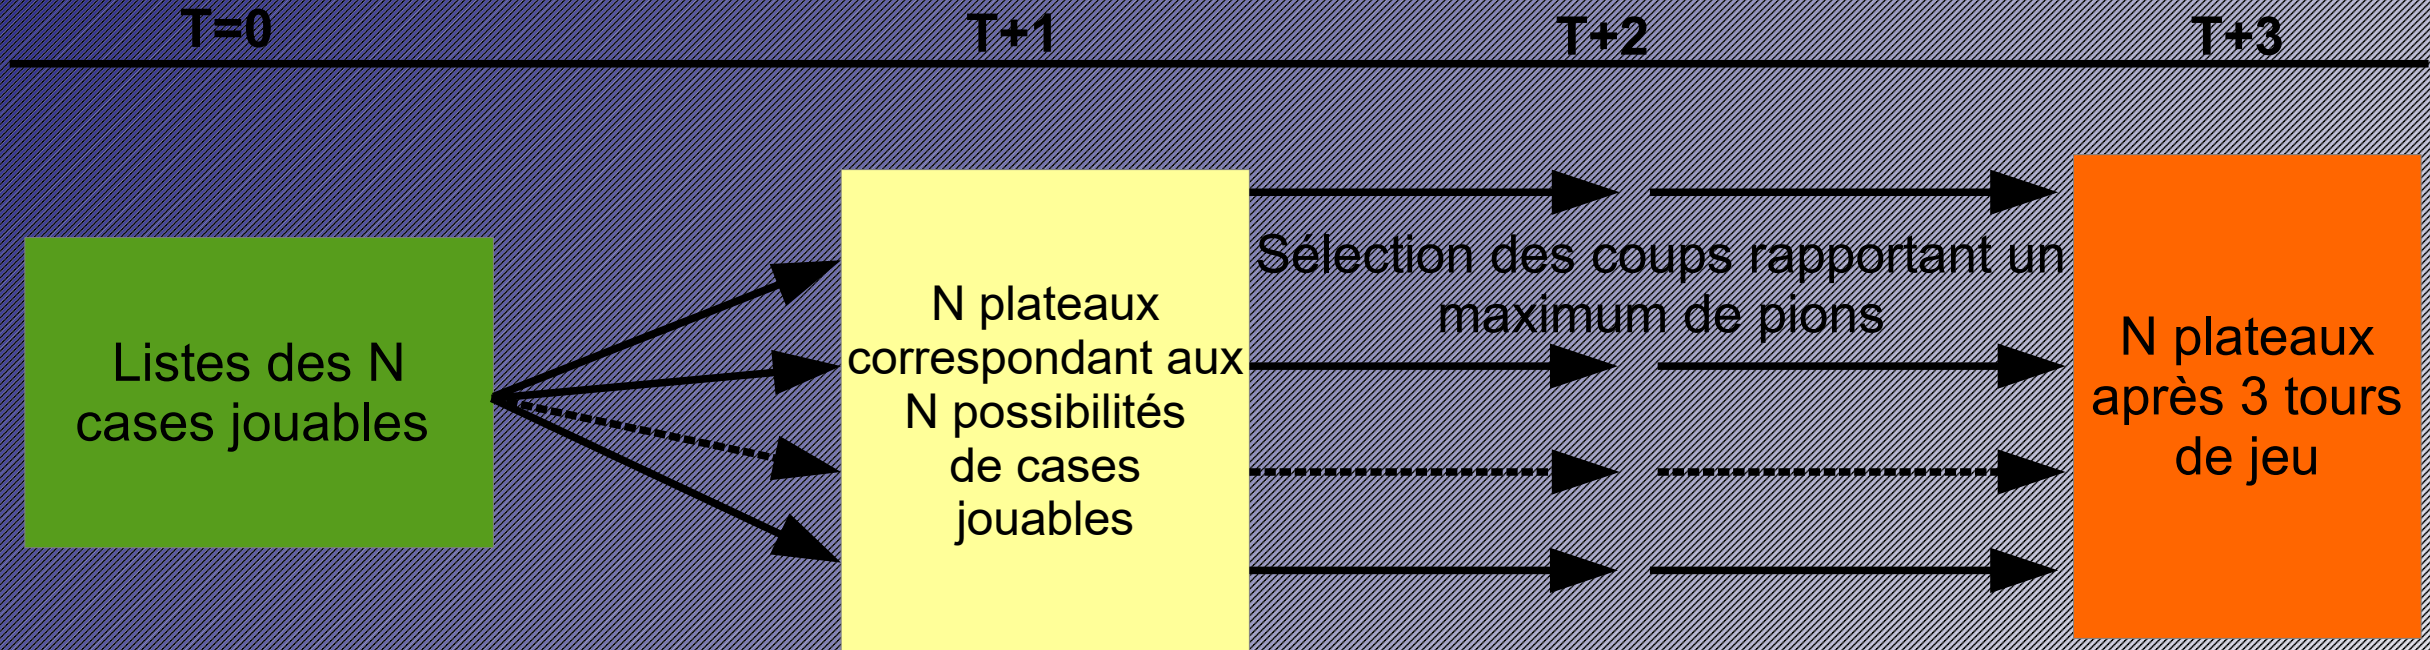 T=0
T+1
T+2
T+3
Listes des N
cases jouables
N plateaux
correspondant aux
N possibilités
de cases
jouables
Sélection des coups rapportant un
maximum de pions
N plateaux
après 3 tours
de jeu